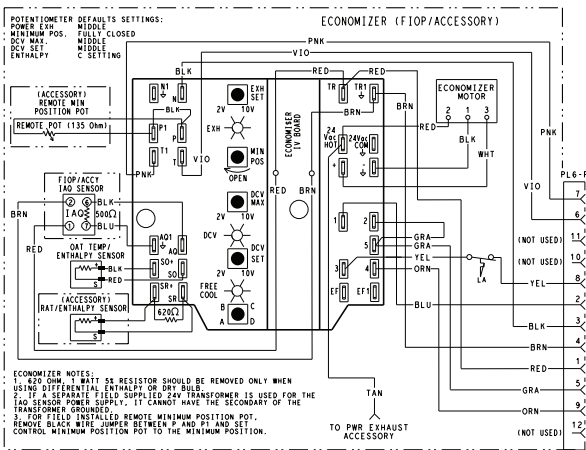 POTENTIOMETER DEFAULTS SETTINGS:
POWER EXH MIDDLE
MINIMUM POS. FULLY CLOSED
DCV MAX. MIDDLE
DCV SET MIDDLE
ENTHALPY C SETTING
ECONOMIZER (FIOP/ACCESSORY)
PNK
VIO
RED
RED
BLK
(ACCESSORY)
REMOTE MIN
POSITION POT
REMOTE POT (135 Ohm)
N1
N
BLK
P1
P
T1
T
VIO
PNK
EXH
SET
2V 10V
EXH
MIN
POS
OPEN
DCV
MAX
2V 10V
DCV
DCV
SET
2V 10V
FREE
COOL
B C
A D
ECONOMI$ER
IV BOARD
RED
BRN
TR
TR1
24
Vac
HOT
24Vac
COM
+
-
1
2
5
3
4
EF
EF1
BRN
RED
ECONOMIZER
MOTOR
2 1 3
BLK
WHT
GRA
GRA
YEL
ORN
BLU
LA
FIOP/ACCY
IAQ SENSOR
2 6
IAQ
500Ω
1 7
BLK
BLU
BRN
RED
OAT TEMP/
ENTHALPY SENSOR
+
S
BLK
RED
(ACCESSORY)
RAT/ENTHALPY SENSOR
+
S
AQ1
AQ
SO+
SO
SR+
SR
620Ω
PNK
VIO
PL6-R
7
6
(NOT USED) 11
(NOT USED) 10
YEL 8
2
BLK 3
BRN 4
RED 1
GRA 5
ORN 9
(NOT USED) 12
TAN
TO PWR EXHAUST
ACCESSORY
ECONOMIZER NOTES:
1. 620 OHM, 1 WATT 5% RESISTOR SHOULD BE REMOVED ONLY WHEN
USING DIFFERENTIAL ENTHALPY OR DRY BULB.
2. IF A SEPARATE FIELD SUPPLIED 24V TRANSFORMER IS USED FOR THE
IAQ SENSOR POWER SUPPLY, IT CANNOT HAVE THE SECONDARY OF THE
TRANSFORMER GROUNDED.
3. FOR FIELD INSTALLED REMOTE MINIMUM POSITION POT,
REMOVE BLACK WIRE JUMPER BETWEEN P AND P1 AND SET
CONTROL MINIMUM POSITION POT TO THE MINIMUM POSITION.